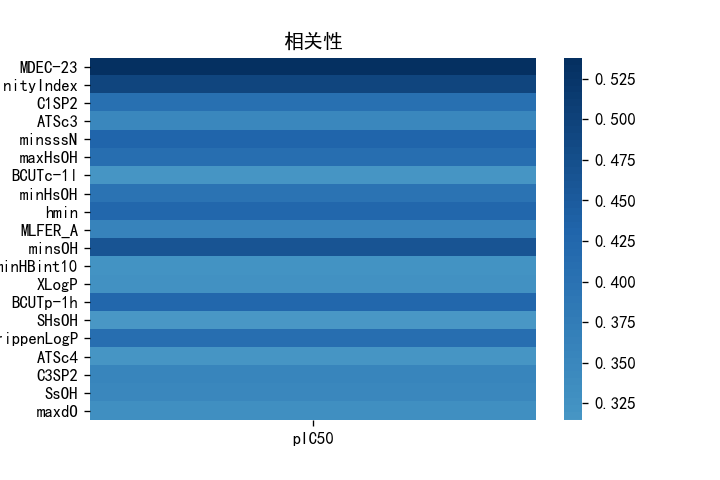 相关性
MDEC-23
nityIndex
C1SP2
ATSc3
minsssN
maxHsOH
BCUTc-1l
minHsOH
hmin
MLFER_A
minsOH
minHBint10
XLogP
BCUTp-1h
SHsOH
rippenLogP
ATSc4
C3SP2
SsOH
maxdO
pIC50
0.525
0.500
0.475
0.450
0.425
0.400
0.375
0.350
0.325